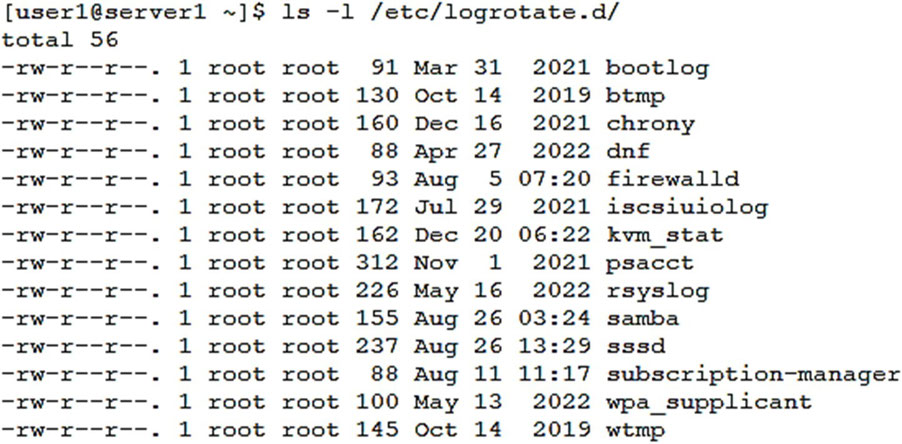 [user1@server1 ~]$ ls -l /etc/logrotate.d/
total 56
-rw-r--r--. 1 root root  91 Mar 31  2021 bootlog
-rw-r--r--. 1 root root 130 Oct 14  2019 btmp
-rw-r--r--. 1 root root 160 Dec 16  2021 chrony
-rw-r--r--. 1 root root  88 Apr 27  2022 dnf
-rw-r--r--. 1 root root  93 Aug  5 07:20 firewalld
-rw-r--r--. 1 root root 172 Jul 29  2021 iscsiuiolog
-rw-r--r--. 1 root root 162 Dec 20 06:22 kvm_stat
-rw-r--r--. 1 root root 312 Nov  1  2021 psacct
-rw-r--r--. 1 root root 226 May 16  2022 rsyslog
-rw-r--r--. 1 root root 155 Aug 26 03:24 samba
-rw-r--r--. 1 root root 237 Aug 26 13:29 sssd
-rw-r--r--. 1 root root  88 Aug 11 11:17 subscription-manager
-rw-r--r--. 1 root root 100 May 13  2022 wpa_supplicant
-rw-r--r--. 1 root root 145 Oct 14  2019 wtmp